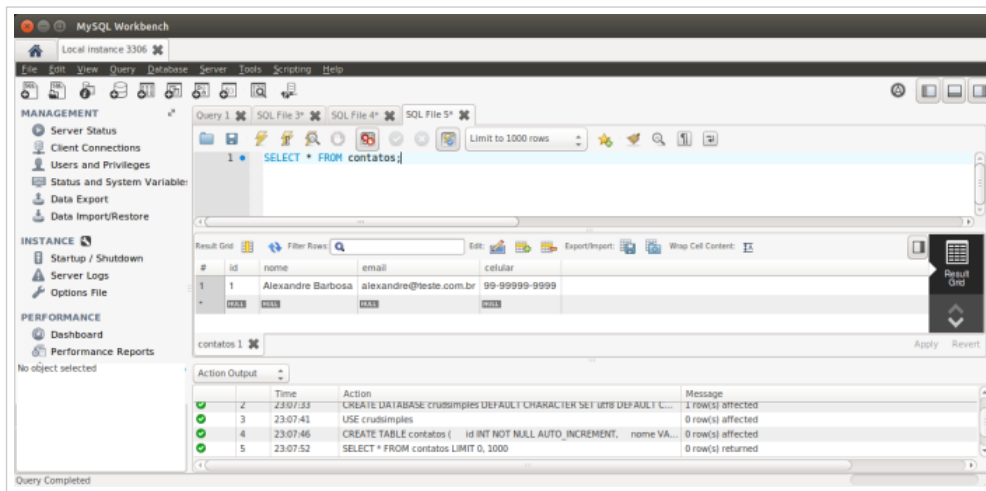 MySQL Workbench
Local instance 3306
File Edit View Query Database Server Tools Scripting Help
MANAGEMENT
Server Status
Client Connections
Users and Privileges
Status and System Variable
Data Export
Data Import/Restore
INSTANCE
Startup / Shutdown
Server Logs
Options File
PERFORMANCE
Dashboard
Performance Reports
No object selected
Query 1 SQL File 3* SQL File 4* SQL File 5*
Limit to 1000 rows
1 SELECT * FROM contatos;
Result Grid Filter Rows: Edit: Export/Import: Wrap Cell Content:
# id nome email celular
1 1 Alexandre Barbosa alexandre@teste.com.br 99-99999-9999
* NULL NULL NULL NULL
Result Grid
contatos 1 Apply Revert
Action Output
Time Action Message
2 23:07:33 CREATE DATABASE crudsimples DEFAULT CHARACTER SET utf8 DEFAULT C... 1 row(s) affected
3 23:07:41 USE crudsimples 0 row(s) affected
4 23:07:46 CREATE TABLE contatos ( id INT NOT NULL AUTO_INCREMENT, nome VA... 0 row(s) affected
5 23:07:52 SELECT * FROM contatos LIMIT 0, 1000 0 row(s) returned
Query Completed